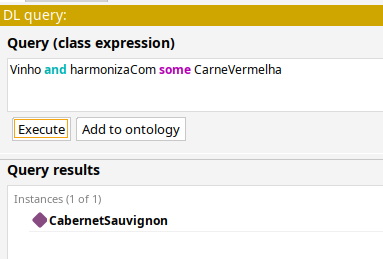 DL query:
Query (class expression)
Vinho and harmonizaCom some CarneVermelha
Execute Add to ontology
Query results
Instances (1 of 1)
CabernetSauvignon